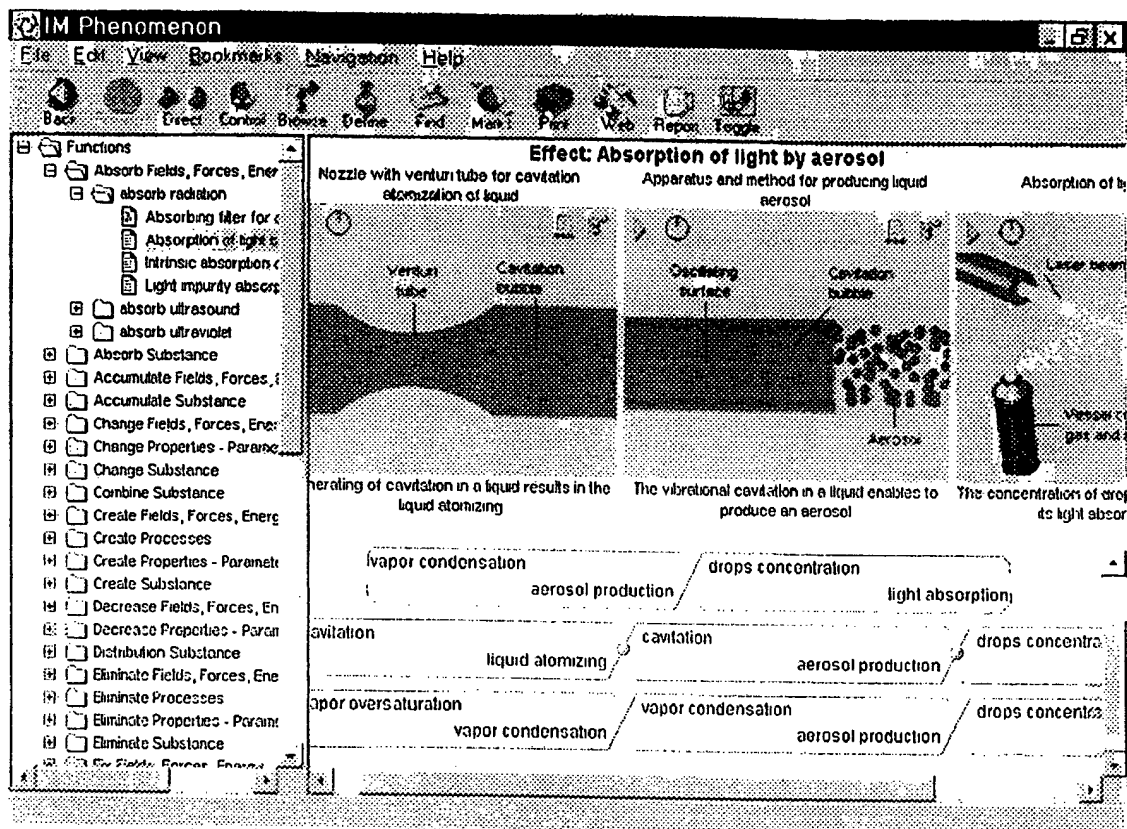 IM Phenomenon
File Edit View Bookmarks Navigation Help
Back Direct Control Browse Define Find Mark1 Print Web Report Toggle
Functions
Absorb Fields, Forces, Ener
absorb radiation
Absorbing filter for
Absorption of light
Intrinsic absorption
Light impurity absorp
absorb ultrasound
absorb ultraviolet
Absorb Substance
Accumulate Fields, Forces,
Accumulate Substance
Change Fields, Forces, Ener
Change Properties - Parame
Change Substance
Combine Substance
Create Fields, Forces, Energ
Create Processes
Create Properties - Paramete
Create Substance
Decrease Fields, Forces, En
Decrease Properties - Param
Distribution Substance
Eliminate Fields, Forces, Ene
Eliminate Processes
Eliminate Properties - Parame
Eliminate Substance
Effect: Absorption of light by aerosol
Nozzle with venturi tube for cavitation
atomization of liquid
Venturi
tube
Cavitation
bubble
nerating of cavitation in a liquid results in the
liquid atomizing
Apparatus and method for producing liquid
aerosol
Oscillating
surface
Cavitation
bubble
Aerosol
The vibrational cavitation in a liquid enables to
produce an aerosol
Absorption of li
Laser beam
Vessel
gas and
The concentration of drop
its light absor
vapor condensation
aerosol production
drops concentration
light absorption
avitation
liquid atomizing
cavitation
aerosol production
drops concentra
apor oversaturation
vapor condensation
vapor condensation
aerosol production
drops concentra